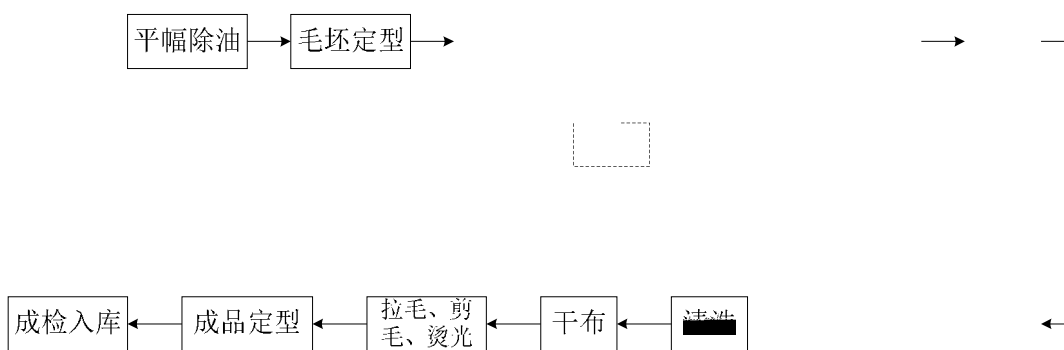 平幅除油
毛坯定型
成检入库
成品定型
拉毛、剪
毛、烫光
干布